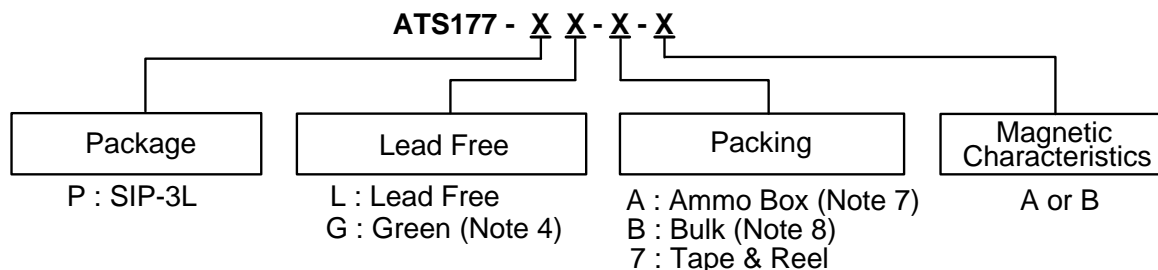 ATS177 - X X - X - X
Package
Lead Free
Packing
Magnetic
Characteristics
P : SIP-3L
L : Lead Free
G : Green (Note 4)
A : Ammo Box (Note 7)
B : Bulk (Note 8)
7 : Tape & Reel
A or B